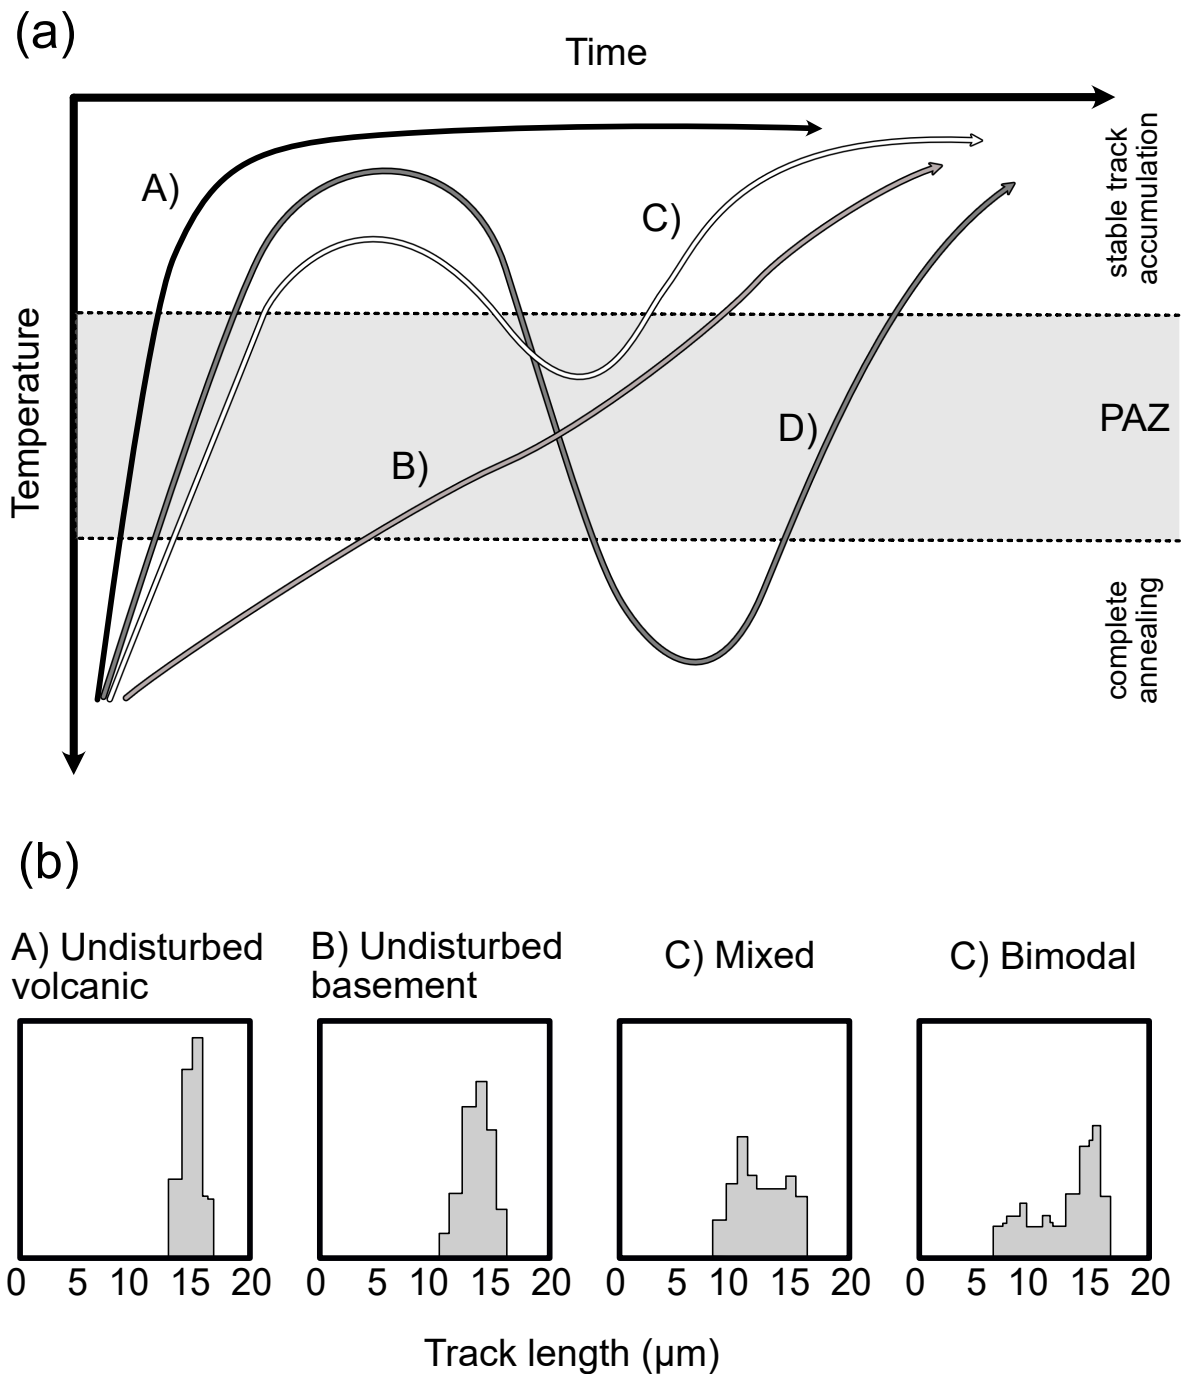 (a)
Time
A)
C)
stable track
accumulation
Temperature
PAZ
D)
B)
complete
annealing
(b)
A) Undisturbed
volcanic
B) Undisturbed
basement
C) Mixed
C) Bimodal
0 5 10 15 20
0 5 10 15 20
0 5 10 15 20
0 5 10 15 20
Track length (µm)